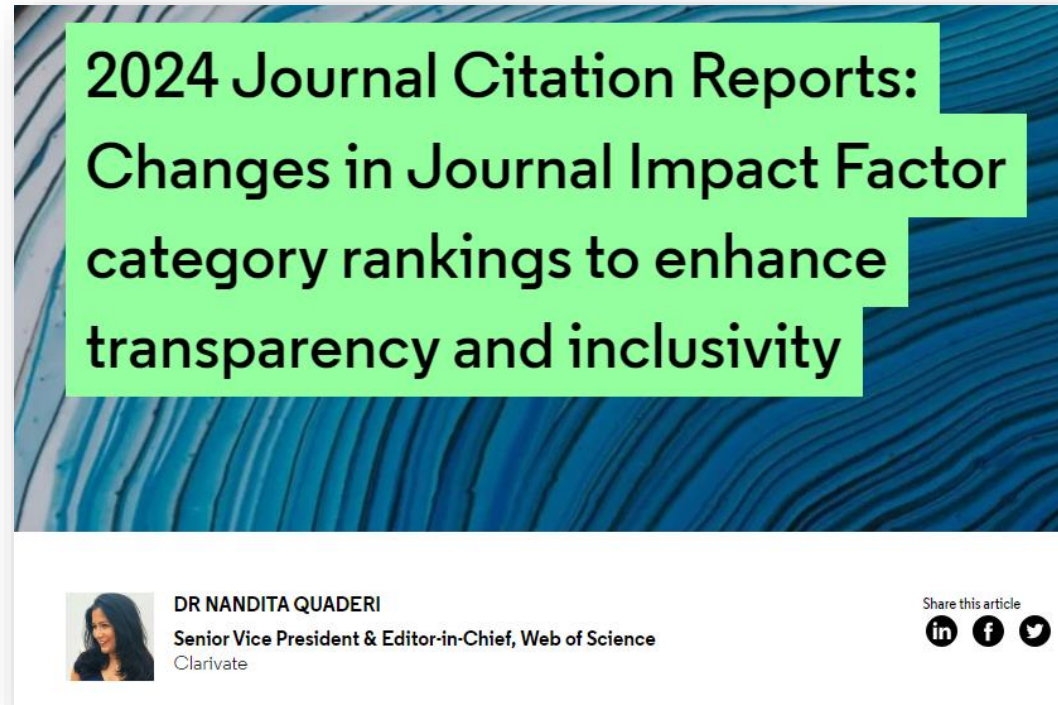 2024 Journal Citation Reports:
Changes in Journal Impact Factor
category rankings to enhance
transparency and inclusivity
DR NANDITA QUADERI
Senior Vice President & Editor-in-Chief, Web of Science
Clarivate
Share this article
in f